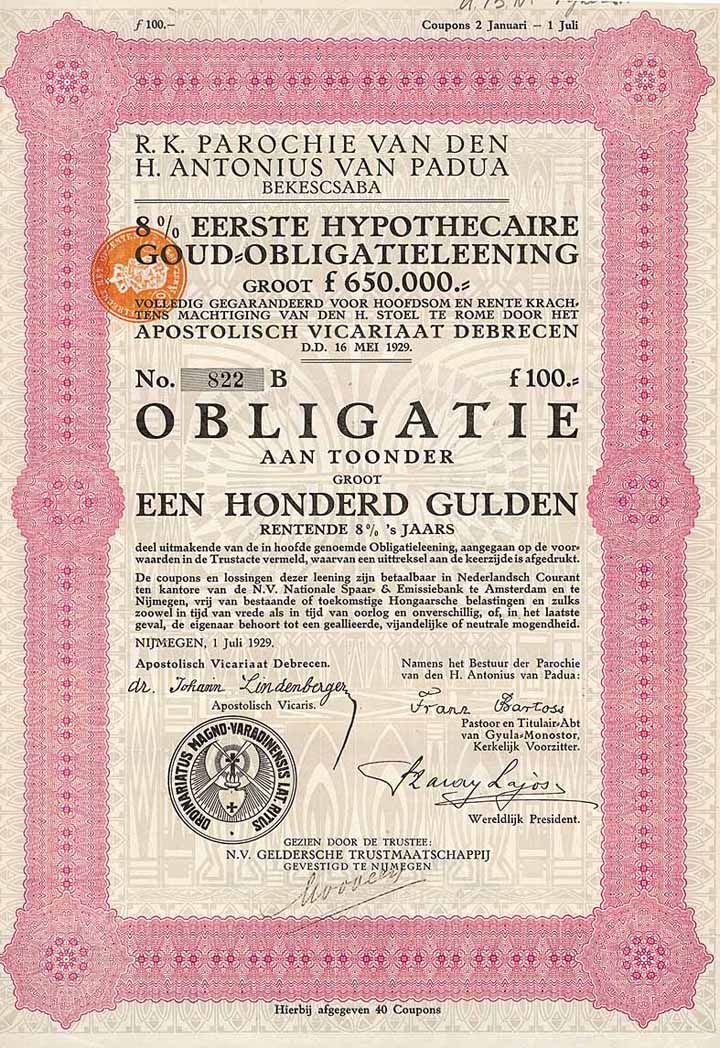 ƒ 100.–
Coupons 2 Januari – 1 Juli
R. K. PAROCHIE VAN DEN
H. ANTONIUS VAN PADUA
BEKESCSABA
8% EERSTE HYPOTHECAIRE
GOUD=OBLIGATIELEENING
GROOT f 650.000.=
VOLLEDIG GEGARANDEERD VOOR HOOFDSOM EN RENTE KRACH=
TENS MACHTIGING VAN DEN H. STOEL TE ROME DOOR HET
APOSTOLISCH VICARIAAT DEBRECEN
D.D. 16 MEI 1929.
No. 822 B
f 100.=
OBLIGATIE
AAN TOONDER
GROOT
EEN HONDERD GULDEN
RENTENDE 8% 's JAARS
deel uitmakende van de in hoofde genoemde Obligatieleening, aangegaan op de voor=
waarden in de Trustacte vermeld, waarvan een uittreksel aan de keerzijde is afgedrukt.
De coupons en lossingen dezer leening zijn betaalbaar in Nederlandsch Courant
ten kantore van de N.V. Nationale Spaar= & Emissiebank te Amsterdam en te
Nijmegen, vrij van bestaande of toekomstige Hongaarsche belastingen en zulks
zoowel in tijd van vrede als in tijd van oorlog en onverschillig, of, in het laatste
geval, de eigenaar behoort tot een geallieerde, vijandelijke of neutrale mogendheid.
NIJMEGEN, 1 Juli 1929.
Apostolisch Vicariaat Debrecen.
dr. Johann Lindenberger
Apostolisch Vicaris.
Namens het Bestuur der Parochie
van den H. Antonius van Padua:
Franz Bartoss
Pastoor en Titulair=Abt
van Gyula=Monostor,
Kerkelijk Voorzitter.
Lajos
Wereldlijk President.
ORDINARIATUS MAGNO-VARADINENSIS LAT. RITUS
GEZIEN DOOR DE TRUSTEE:
N.V. GELDERSCHE TRUSTMAATSCHAPPIJ
GEVESTIGD TE NIJMEGEN
Hierbij afgegeven 40 Coupons